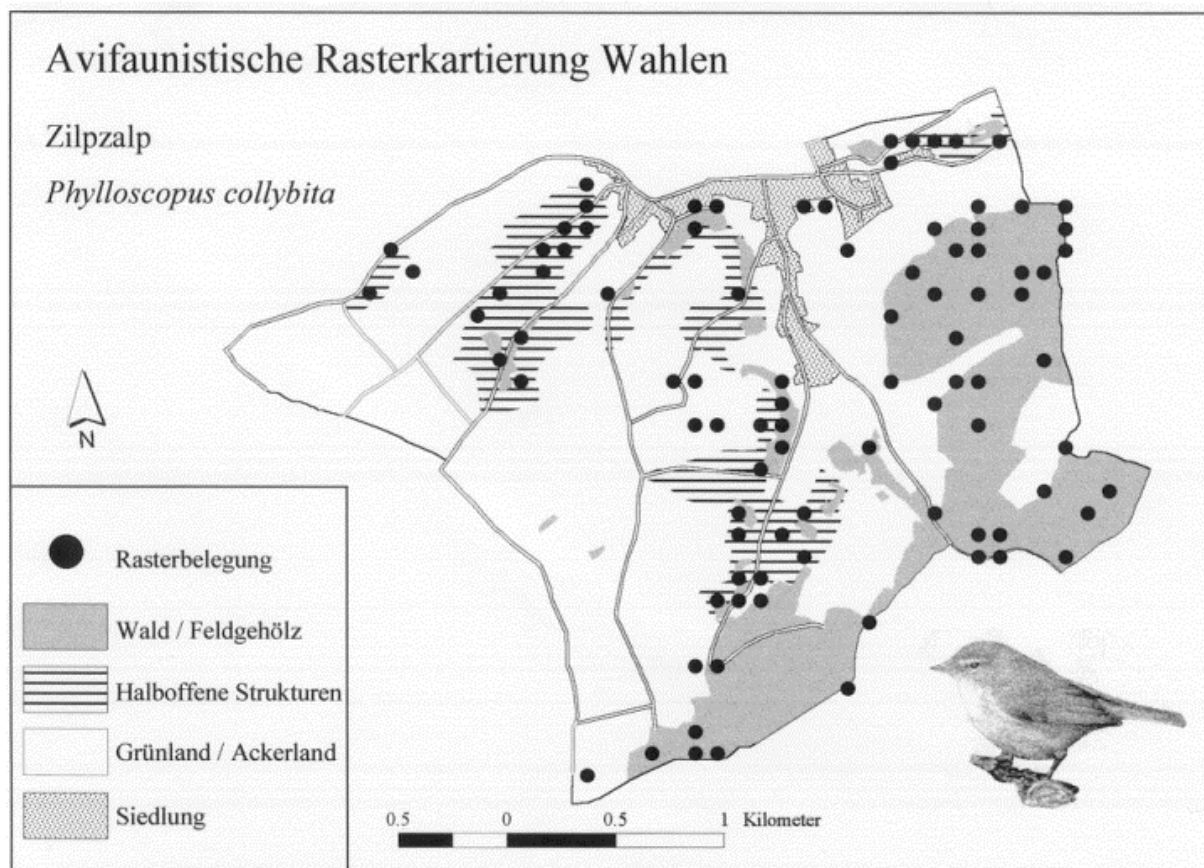 Avifaunistische Rasterkartierung Wahlen
Zilpzalp
Phylloscopus collybita
N
Rasterbelegung
Wald / Feldgehölz
Halboffene Strukturen
Grünland / Ackerland
Siedlung
0.5 0 0.5 1 Kilometer